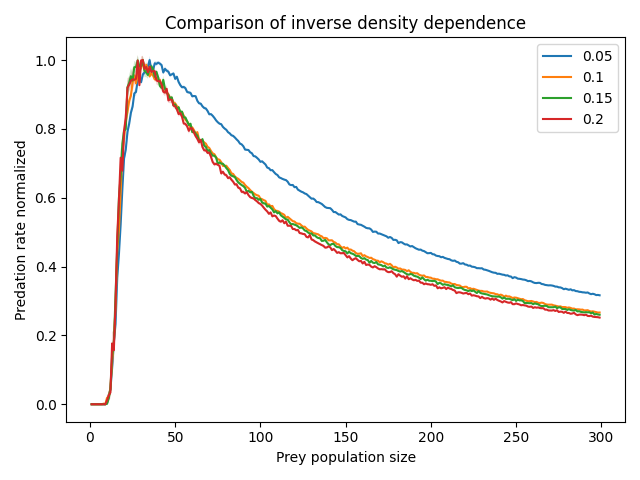 Comparison of inverse density dependence
Predation rate normalized
1.0
0.8
0.6
0.4
0.2
0.0
0.05
0.1
0.15
0.2
0 50 100 150 200 250 300
Prey population size